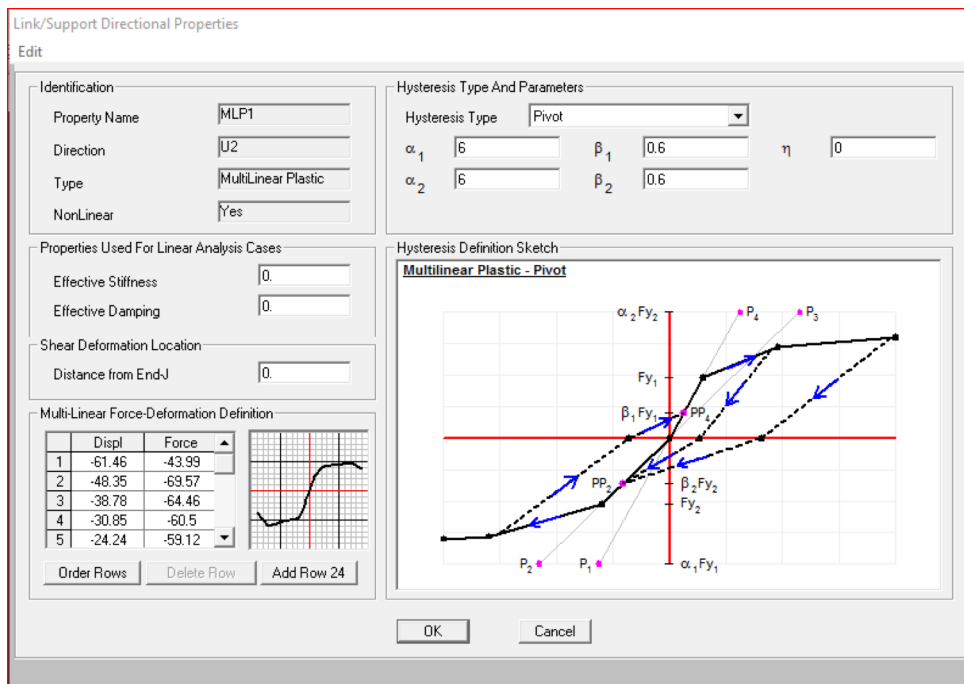 Link/Support Directional Properties
Edit
Identification
Property Name MLP1
Direction U2
Type MultiLinear Plastic
NonLinear Yes
Hysteresis Type And Parameters
Hysteresis Type Pivot
α1 6 β1 0.6 η 0
α2 6 β2 0.6
Properties Used For Linear Analysis Cases
Effective Stiffness 0.
Effective Damping 0.
Shear Deformation Location
Distance from End-J 0.
Multi-Linear Force-Deformation Definition
Displ Force
1 -61.46 -43.99
2 -48.35 -69.57
3 -38.78 -64.46
4 -30.85 -60.5
5 -24.24 -59.12
Order Rows Delete Row Add Row 24
Hysteresis Definition Sketch
Multilinear Plastic - Pivot
α2Fy2 P4 P3
Fy1
β1Fy1 PP4
PP2 β2Fy2
Fy2
P2 P1 α1Fy1
OK Cancel